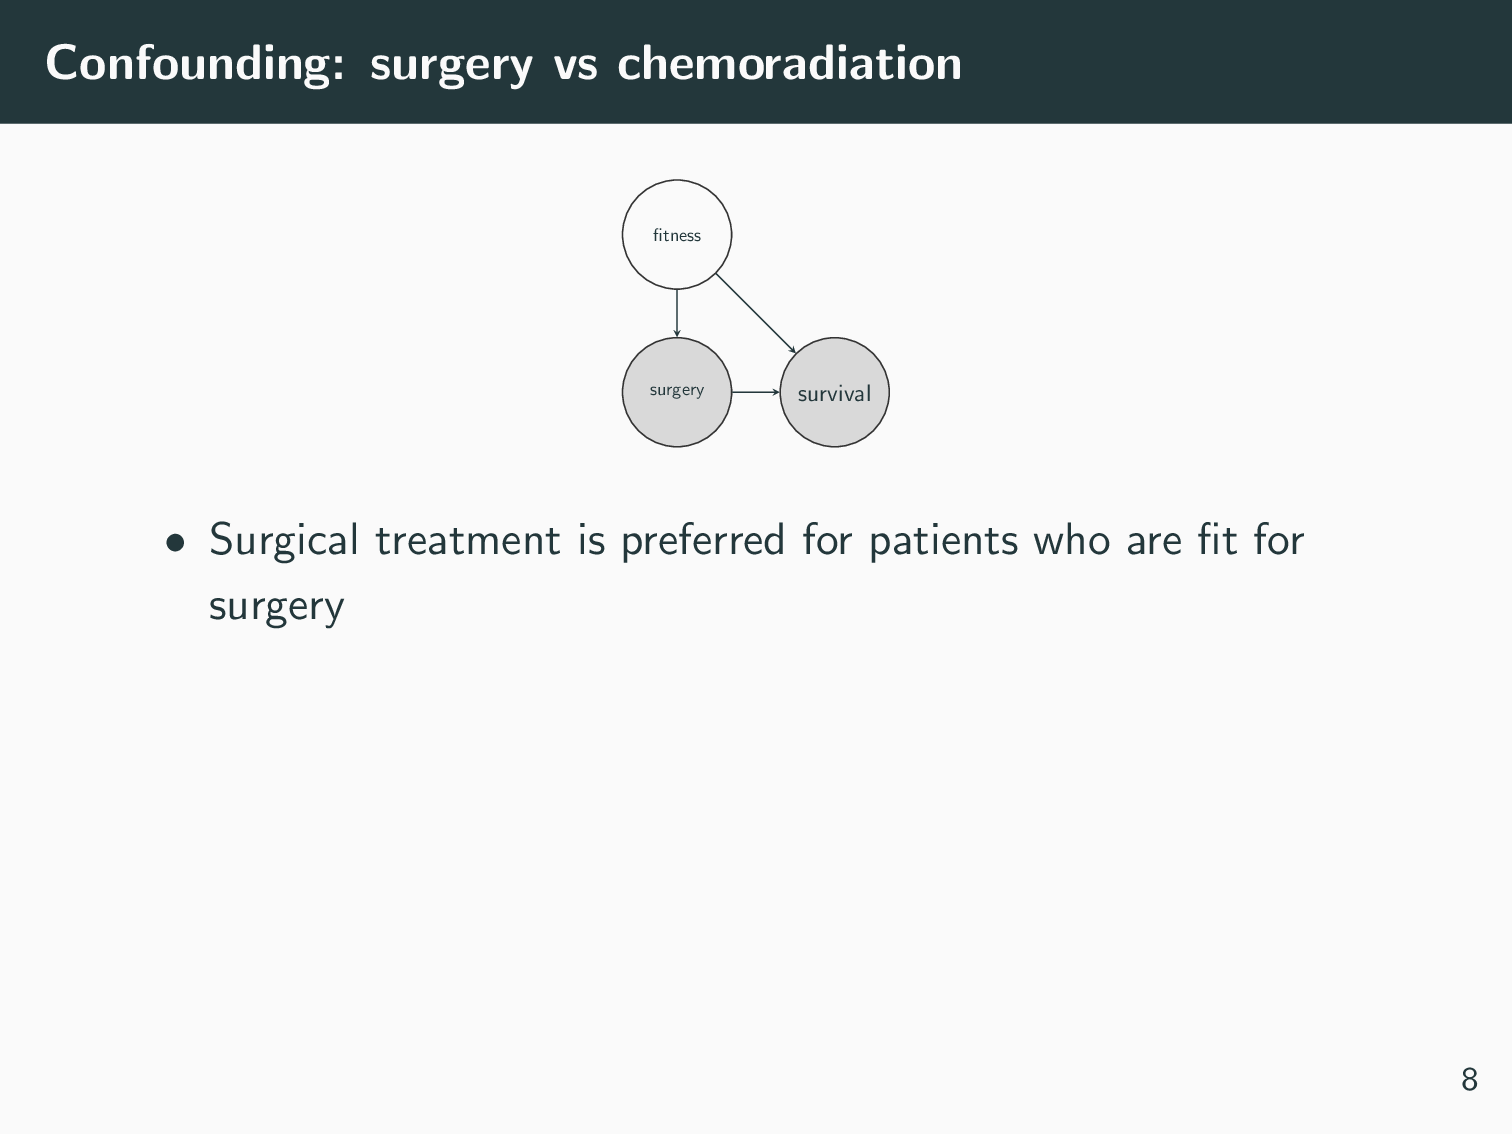 Confounding: surgery vs chemoradiation
fitness
surgery
survival
• Surgical treatment is preferred for patients who are fit for
surgery
8